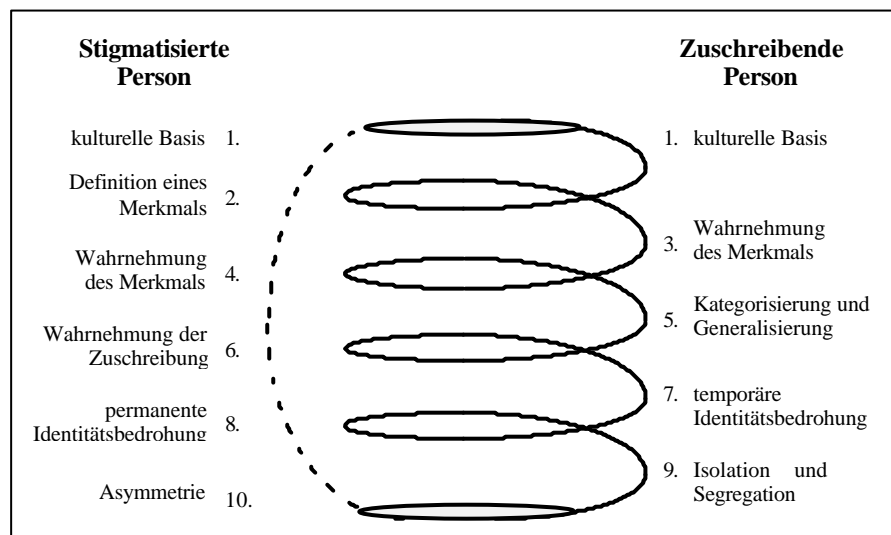 Stigmatisierte
Person
kulturelle Basis 1.
Definition eines
Merkmals 2.
Wahrnehmung
des Merkmals 4.
Wahrnehmung der
Zuschreibung 6.
permanente
Identitätsbedrohung 8.
Asymmetrie 10.
Zuschreibende
Person
1. kulturelle Basis
3. Wahrnehmung
des Merkmals
5. Kategorisierung und
Generalisierung
7. temporäre
Identitätsbedrohung
9. Isolation und
Segregation